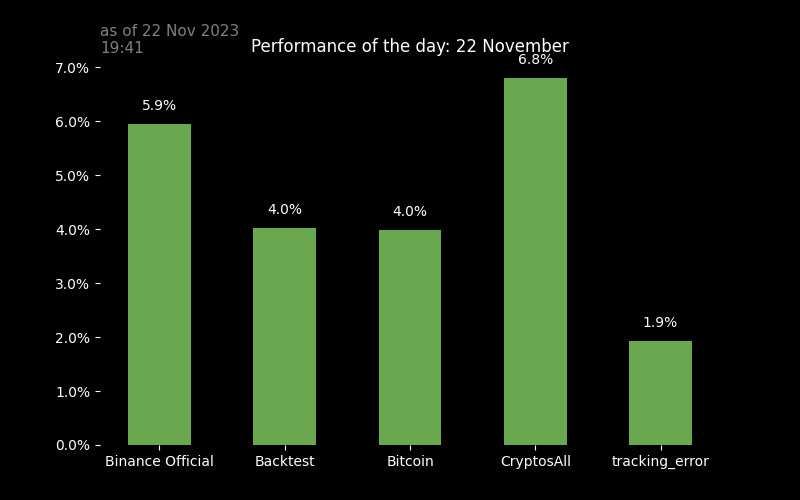 as of 22 Nov 2023
19:41
Performance of the day: 22 November
7.0%
6.0%
5.0%
4.0%
3.0%
2.0%
1.0%
0.0%
5.9%
4.0%
4.0%
6.8%
1.9%
Binance Official
Backtest
Bitcoin
CryptosAll
tracking_error